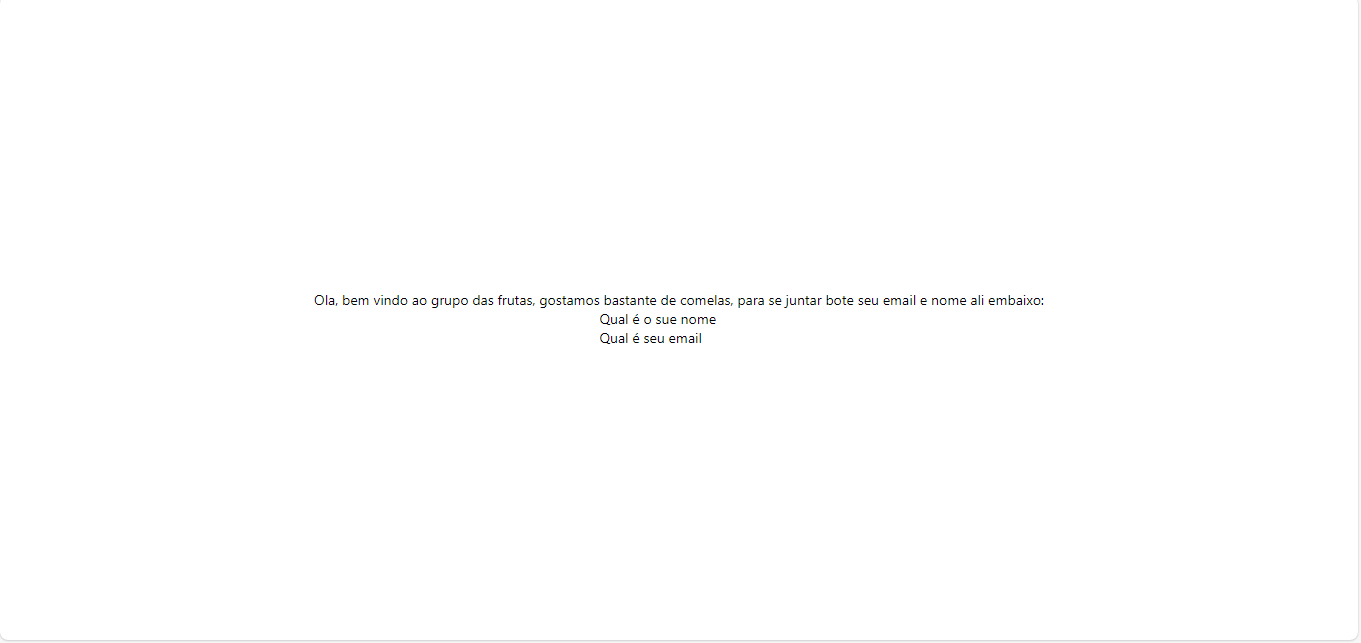 Ola, bem vindo ao grupo das frutas, gostamos bastante de comelas, para se juntar bote seu email e nome ali embaixo:
Qual é o sue nome
Qual é seu email